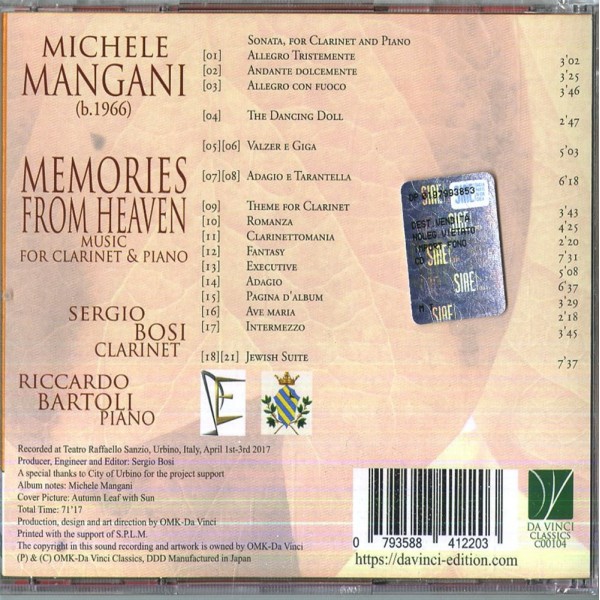 MICHELE
MANGANI
(b.1966)
MEMORIES
FROM HEAVEN
MUSIC
FOR CLARINET & PIANO
SERGIO
BOSI
CLARINET
RICCARDO
BARTOLI
PIANO
SONATA, FOR CLARINET AND PIANO
[01] ALLEGRO TRISTEMENTE 3'02
[02] ANDANTE DOLCEMENTE 3'25
[03] ALLEGRO CON FUOCO 3'46
[04] THE DANCING DOLL 2'47
[05][06] VALZER E GIGA 5'03
[07][08] ADAGIO E TARANTELLA 6'18
[09] THEME FOR CLARINET 3'43
[10] ROMANZA 4'25
[11] CLARINETTOMANIA 2'20
[12] FANTASY 7'31
[13] EXECUTIVE 5'08
[14] ADAGIO 6'37
[15] PAGINA D'ALBUM 3'29
[16] AVE MARIA 2'18
[17] INTERMEZZO 3'45
[18][21] JEWISH SUITE 7'37
SIAE
DEST VENDITA
NOLEG VIETATO
SUPPORT FONO
CD
SIAE
M
Recorded at Teatro Raffaello Sanzio, Urbino, Italy, April 1st-3rd 2017
Producer, Engineer and Editor: Sergio Bosi
A special thanks to City of Urbino for the project support
Album notes: Michele Mangani
Cover Picture: Autumn Leaf with Sun
Total Time: 71'17
Production, design and art direction by OMK-Da Vinci
Printed with the support of S.P.L.M.
The copyright in this sound recording and artwork is owned by OMK-Da Vinci
(P) & (C) OMK-Da Vinci Classics, DDD Manufactured in Japan
0 793588 412203
https://davinci-edition.com
DA VINCI
CLASSICS
C00104